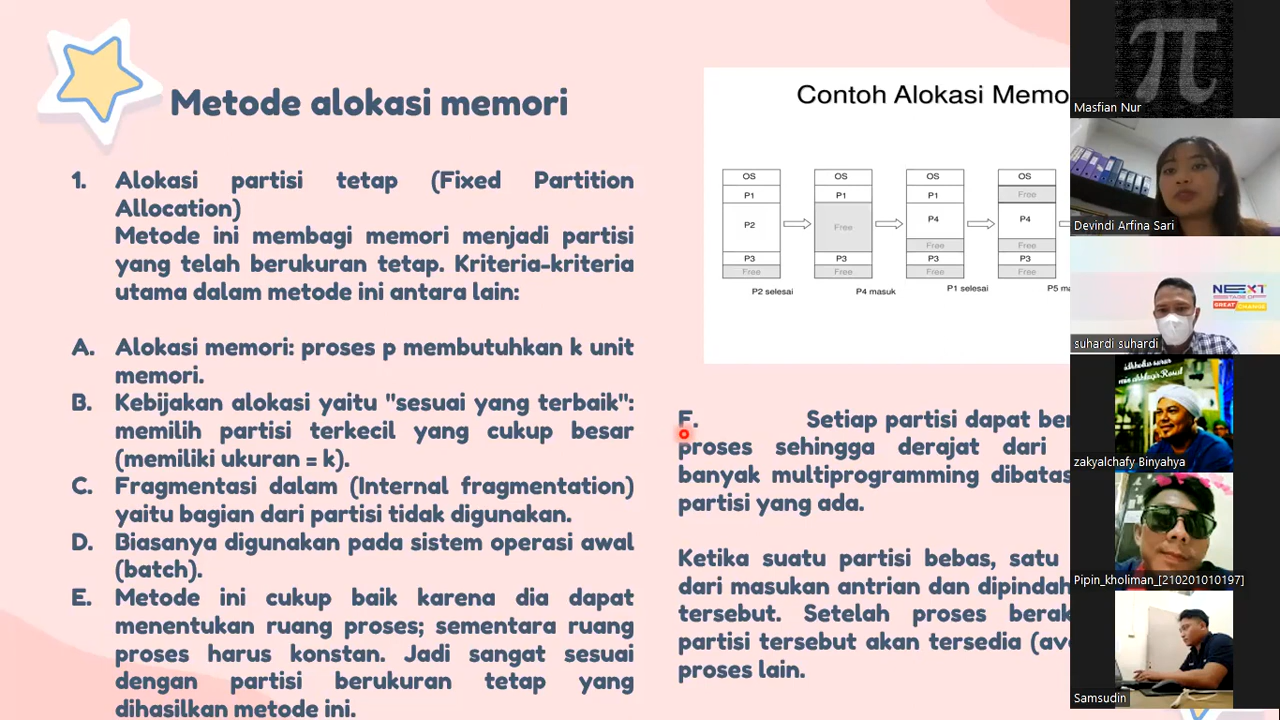 Metode alokasi memori
1. Alokasi partisi tetap (Fixed Partition
Allocation)
Metode ini membagi memori menjadi partisi
yang telah berukuran tetap. Kriteria-kriteria
utama dalam metode ini antara lain:
A. Alokasi memori: proses p membutuhkan k unit
memori.
B. Kebijakan alokasi yaitu "sesuai yang terbaik":
memilih partisi terkecil yang cukup besar
(memiliki ukuran = k).
C. Fragmentasi dalam (Internal fragmentation)
yaitu bagian dari partisi tidak digunakan.
D. Biasanya digunakan pada sistem operasi awal
(batch).
E. Metode ini cukup baik karena dia dapat
menentukan ruang proses; sementara ruang
proses harus konstan. Jadi sangat sesuai
dengan partisi berukuran tetap yang
dihasilkan metode ini.
Contoh Alokasi Memo
OS OS OS OS
P1 P1 P1 Free
P2 Free P4 P4
Free Free
P3 P3 P3 P3
Free Free Free Free
P2 selesai P4 masuk P1 selesai P5 ma
F. Setiap partisi dapat ber
proses sehingga derajat dari
banyak multiprogramming dibatas
partisi yang ada.
Ketika suatu partisi bebas, satu
dari masukan antrian dan dipindah
tersebut. Setelah proses berak
partisi tersebut akan tersedia (ava
proses lain.
Masfian Nur
Devindi Arfina Sari
NEXT
GREAT CHANGE
suhardi suhardi
zakyalchafy Binyahya
Pipin_kholiman_[210201010197]
Samsudin